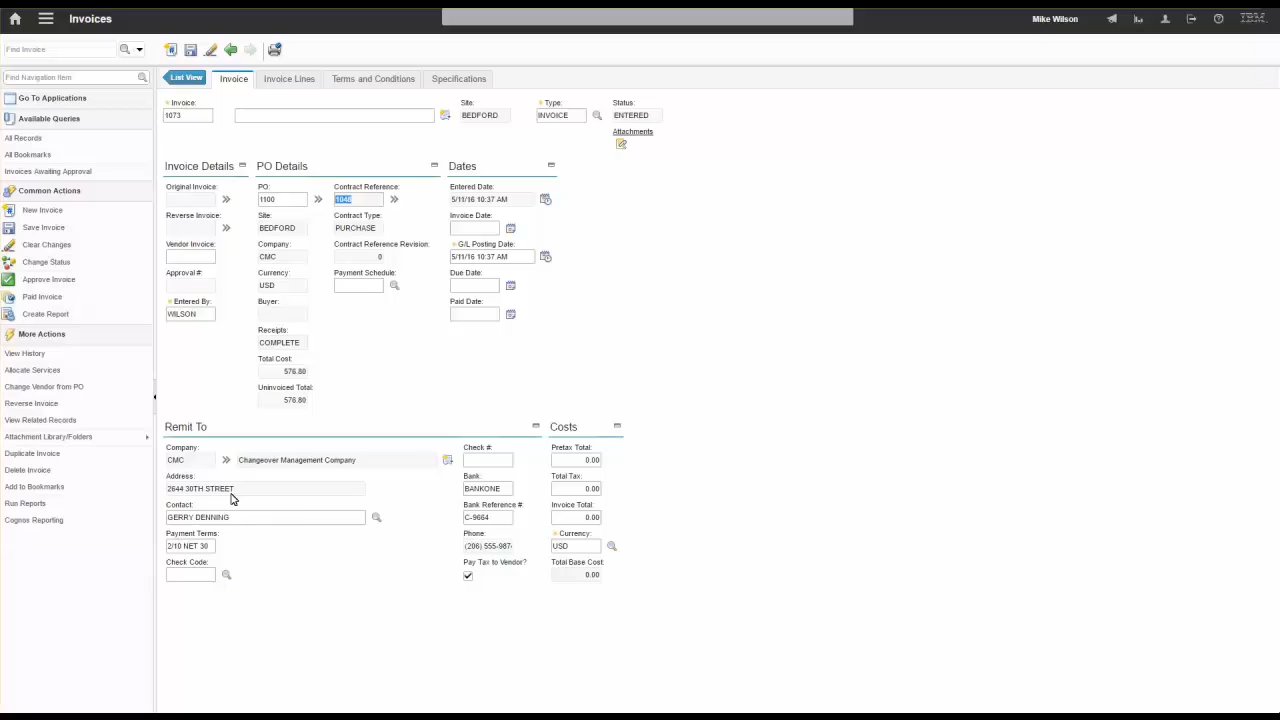 Invoices
Mike Wilson
IBM
Find Invoice
Find Navigation Item
Go To Applications
Available Queries
All Records
All Bookmarks
Invoices Awaiting Approval
Common Actions
New Invoice
Save Invoice
Clear Changes
Change Status
Approve Invoice
Paid Invoice
Create Report
More Actions
View History
Allocate Services
Change Vendor from PO
Reverse Invoice
View Related Records
Attachment Library/Folders
Duplicate Invoice
Delete Invoice
Add to Bookmarks
Run Reports
Cognos Reporting
List View Invoice Invoice Lines Terms and Conditions Specifications
Invoice: Site: Type: Status:
1073 BEDFORD INVOICE ENTERED
Attachments
Invoice Details
Original Invoice:
Reverse Invoice:
Vendor Invoice:
Approval #:
Entered By:
WILSON
PO Details
PO: Contract Reference:
1100 1048
Site: Contract Type:
BEDFORD PURCHASE
Company: Contract Reference Revision:
CMC 0
Currency: Payment Schedule:
USD
Buyer:
Receipts:
COMPLETE
Total Cost:
576.80
Uninvoiced Total:
576.80
Dates
Entered Date:
5/11/16 10:37 AM
Invoice Date:
G/L Posting Date:
5/11/16 10:37 AM
Due Date:
Paid Date:
Remit To
Company:
CMC Changeover Management Company
Address:
2644 30TH STREET
Contact:
GERRY DENNING
Payment Terms:
2/10 NET 30
Check Code:
Check #:
Bank:
BANKONE
Bank Reference #
C-9664
Phone:
(206) 555-987
Pay Tax to Vendor?
Costs
Pretax Total:
0.00
Total Tax:
0.00
Invoice Total:
0.00
Currency:
USD
Total Base Cost:
0.00